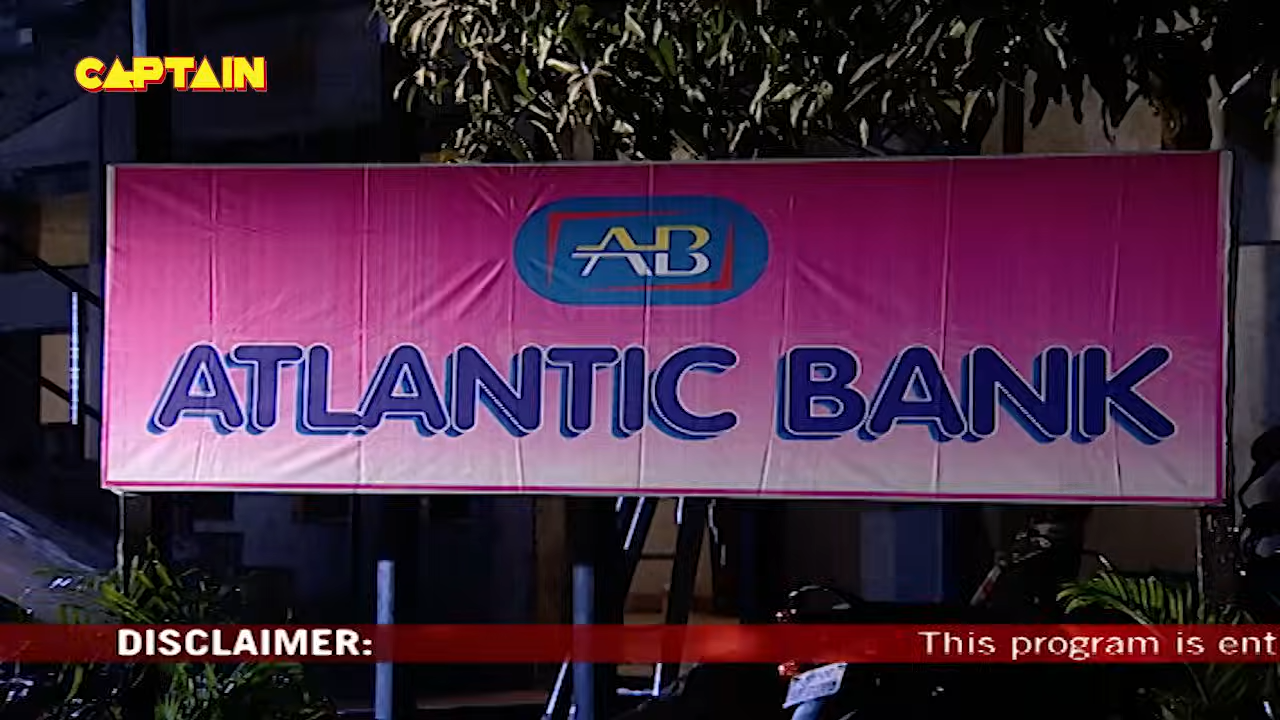 CAPTAIN
AB
ATLANTIC BANK
DISCLAIMER:
This program is ent